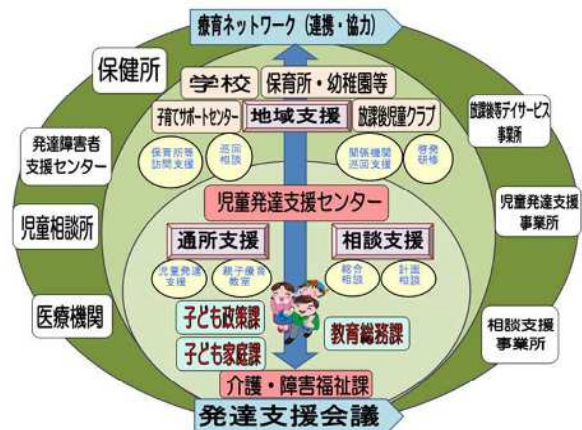 療育ネットワーク（連携・協力）
保健所
学校
保育所・幼稚園等
子育てサポートセンター
地域支援
放課後児童クラブ
放課後等デイサービス
事業所
発達障害者
支援センター
保育所等
訪問支援
巡回
相談
関係機関
巡回支援
啓発
研修
児童発達支援センター
児童相談所
児童発達支援
事業所
通所支援
相談支援
児童発達
支援
親子療育
教室
総合
相談
計画
相談
医療機関
子ども政策課
子ども家庭課
教育総務課
相談支援
事業所
介護・障害福祉課
発達支援会議